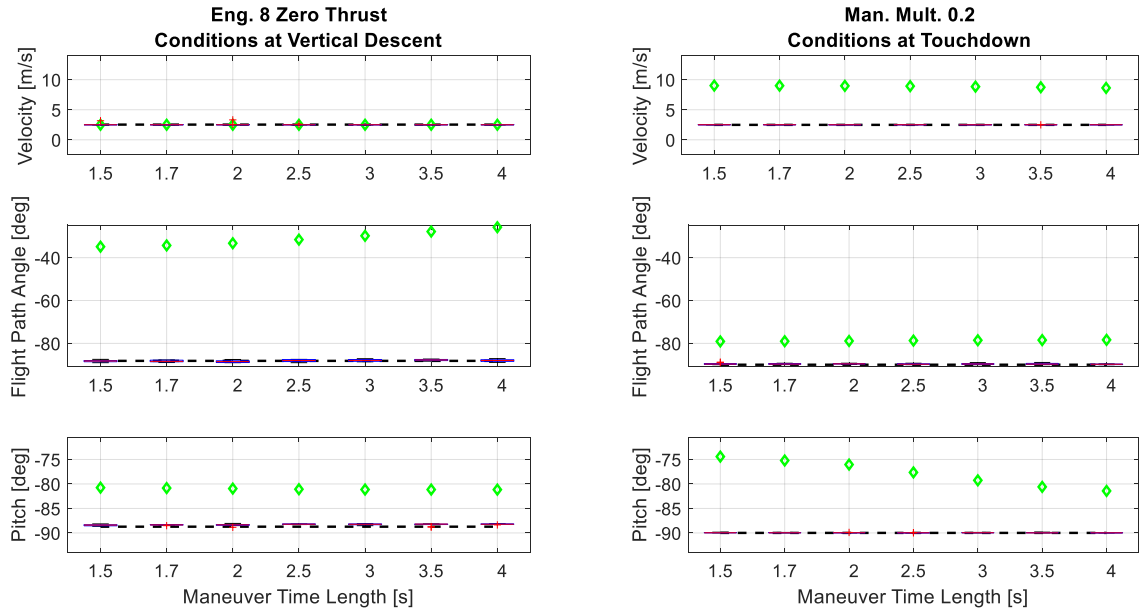 Eng. 8 Zero Thrust
Conditions at Vertical Descent
Velocity [m/s]
10
5
0
1.5 1.7 2 2.5 3 3.5 4
Flight Path Angle [deg]
-40
-60
-80
1.5 1.7 2 2.5 3 3.5 4
Pitch [deg]
-75
-80
-85
-90
1.5 1.7 2 2.5 3 3.5 4
Maneuver Time Length [s]
Man. Mult. 0.2
Conditions at Touchdown
Velocity [m/s]
10
5
0
1.5 1.7 2 2.5 3 3.5 4
Flight Path Angle [deg]
-40
-60
-80
1.5 1.7 2 2.5 3 3.5 4
Pitch [deg]
-75
-80
-85
-90
1.5 1.7 2 2.5 3 3.5 4
Maneuver Time Length [s]